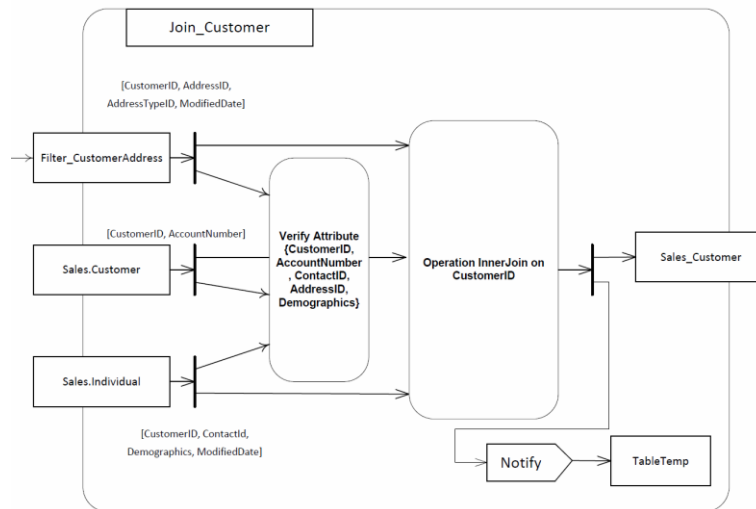 Join_Customer
[CustomerID, AddressID,
AddressTypeID, ModifiedDate]
Filter_CustomerAddress
[CustomerID, AccountNumber]
Sales.Customer
Verify Attribute
{CustomerID,
AccountNumber
, ContactID,
AddressID,
Demographics}
Operation InnerJoin on
CustomerID
Sales_Customer
Sales.Individual
[CustomerID, ContactId,
Demographics, ModifiedDate]
Notify
TableTemp